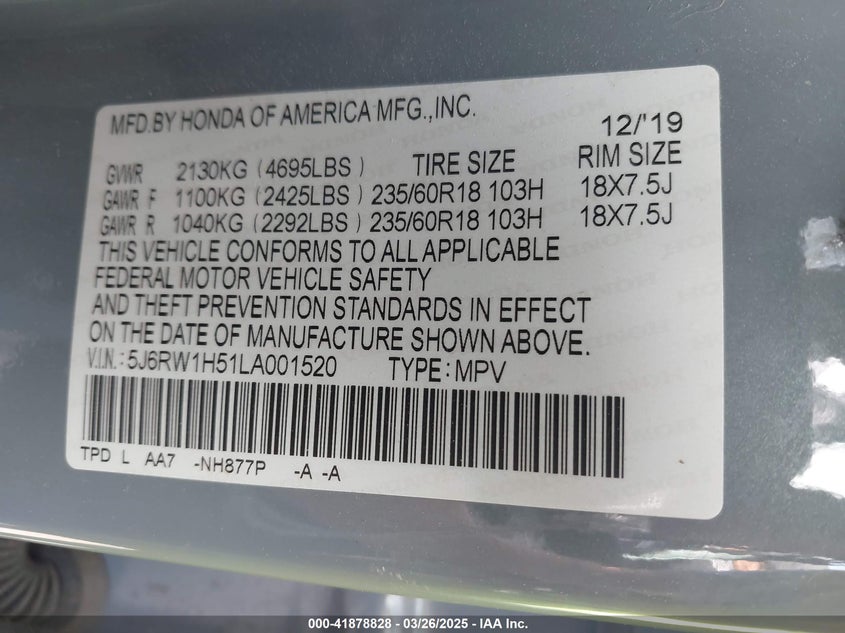 MFD.BY HONDA OF AMERICA MFG.,INC.
12/'19
GVWR 2130KG (4695LBS) TIRE SIZE RIM SIZE
GAWR F 1100KG (2425LBS) 235/60R18 103H 18X7.5J
GAWR R 1040KG (2292LBS) 235/60R18 103H 18X7.5J
THIS VEHICLE CONFORMS TO ALL APPLICABLE
FEDERAL MOTOR VEHICLE SAFETY
AND THEFT PREVENTION STANDARDS IN EFFECT
ON THE DATE OF MANUFACTURE SHOWN ABOVE.
V.I.N.: 5J6RW1H51LA001520 TYPE: MPV
TPD L AA7 -NH877P -A -A
000-41878828 - 03/26/2025 - IAA Inc.